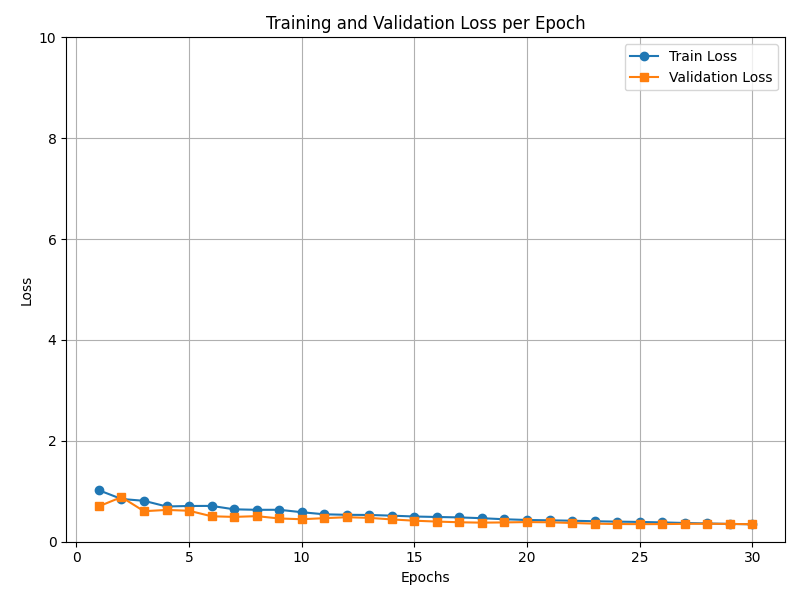 Training and Validation Loss per Epoch
10
Train Loss
Validation Loss
8
6
Loss
4
2
0
0 5 10 15 20 25 30
Epochs